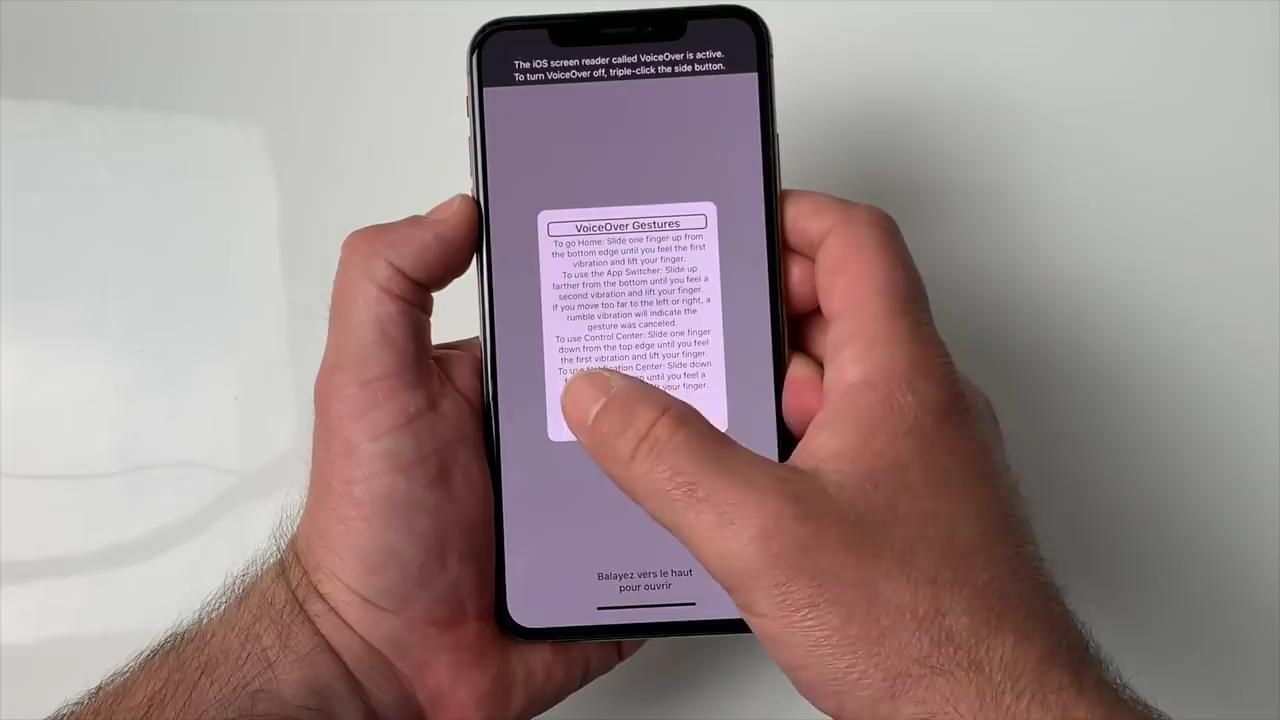 The iOS screen reader called VoiceOver is active.
To turn VoiceOver off, triple-click the side button.
VoiceOver Gestures
To go Home: Slide one finger up from
the bottom edge until you feel the first
vibration and lift your finger.
To use the App Switcher: Slide up
farther from the bottom until you feel a
second vibration and lift your finger.
If you move too far to the left or right, a
rumble vibration will indicate the
gesture was canceled.
To use Control Center: Slide one finger
down from the top edge until you feel
the first vibration and lift your finger.
To use Notification Center: Slide down
until you feel a
your finger.
Balayez vers le haut
pour ouvrir